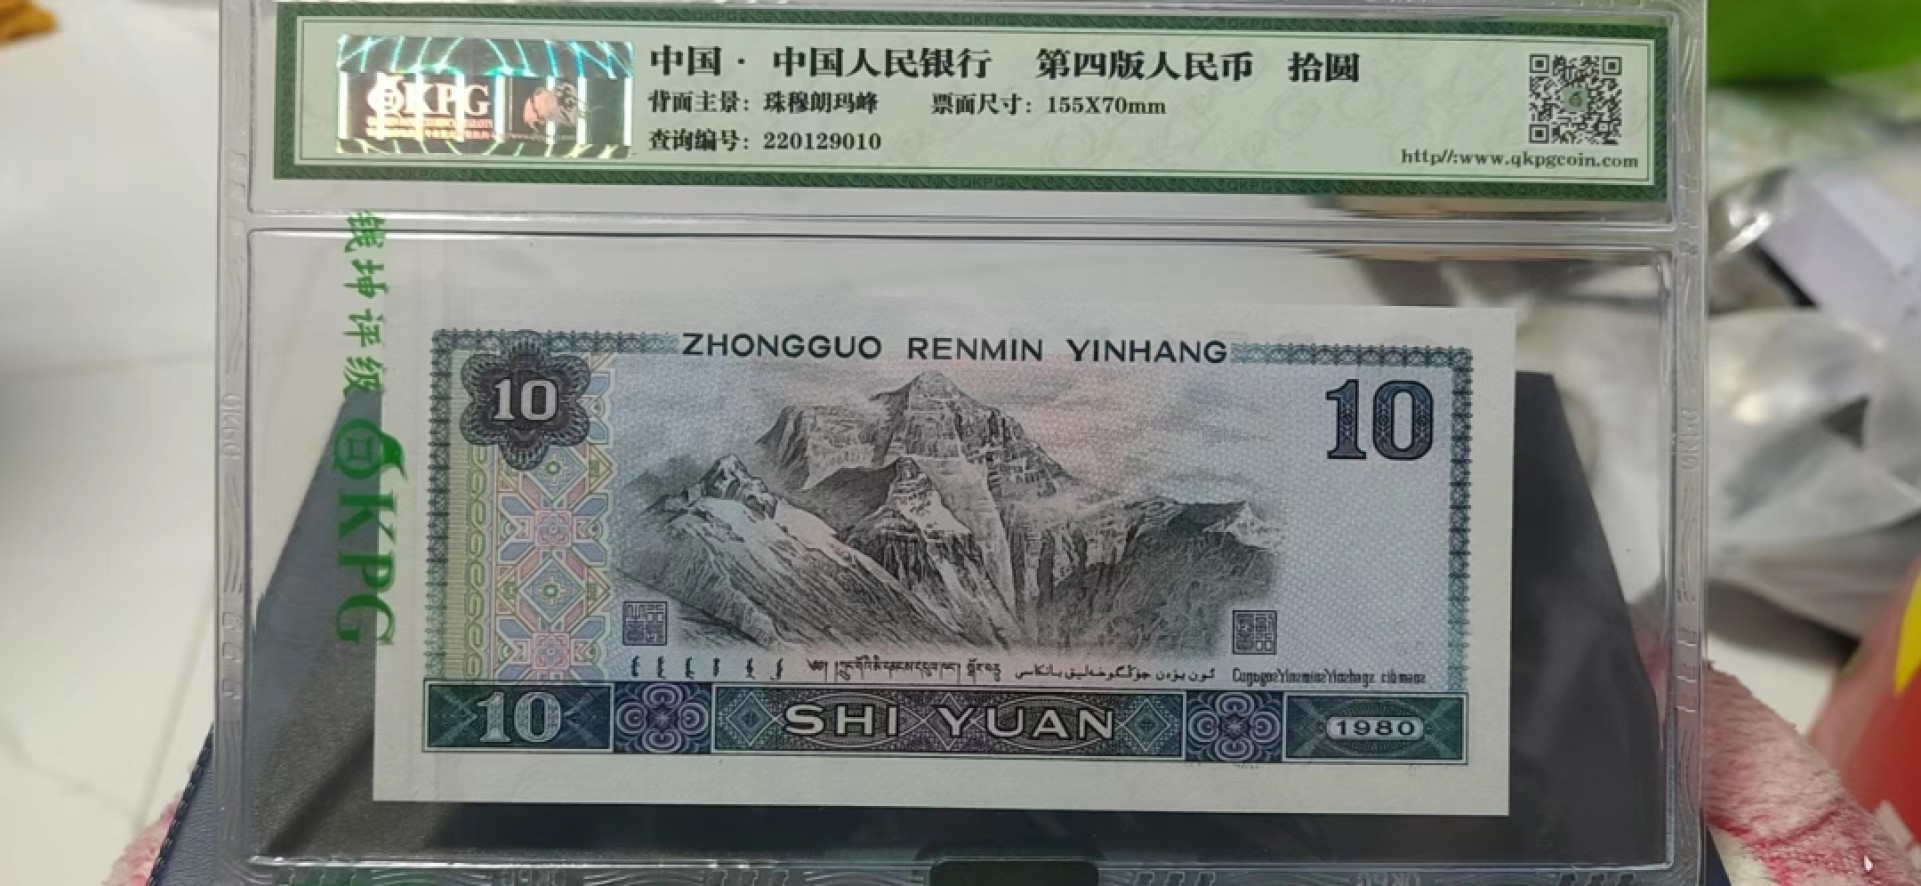 中国 · 中国人民银行 第四版人民币 拾圆
背面主景：珠穆朗玛峰 票面尺寸：155X70mm
查询编号：220129010
QKPG
http//:www.qkpgcoin.com
钱坤评级 QKPG
ZHONGGUO RENMIN YINHANG
10
10
10
SHI YUAN
1980